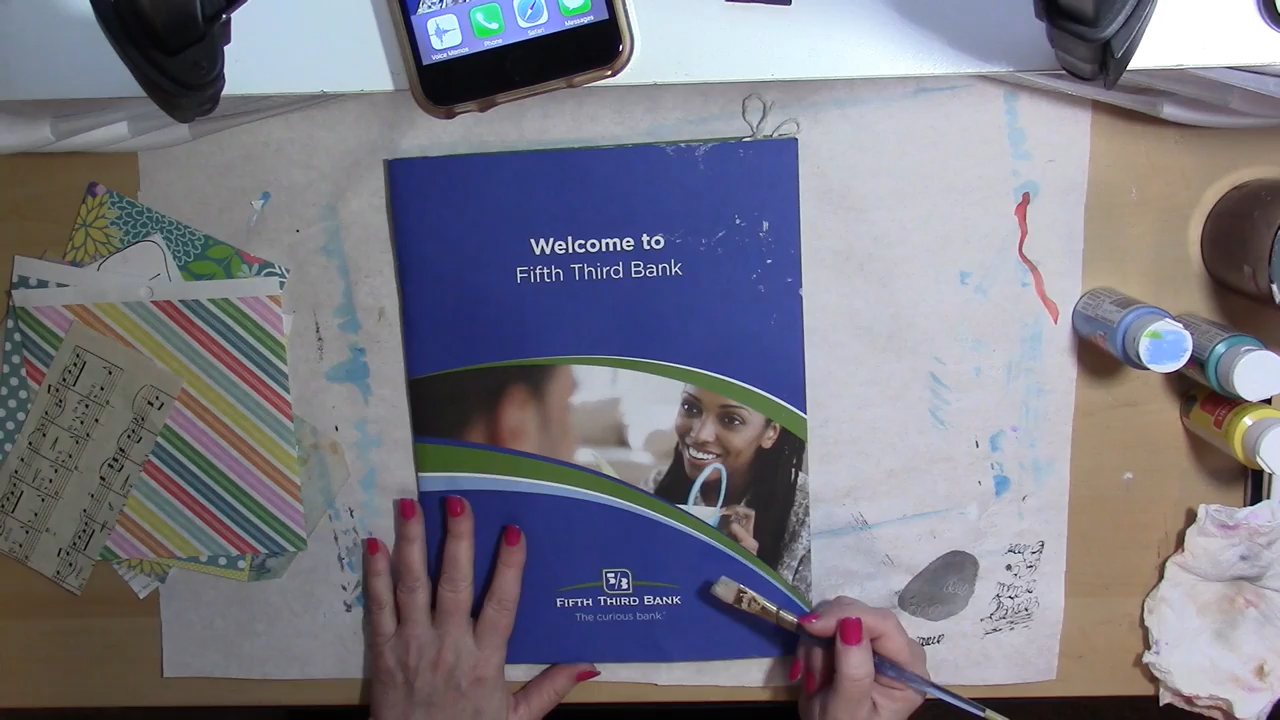 Voice Memos
Phone
Safari
Messages
Welcome to
Fifth Third Bank
5/3
FIFTH THIRD BANK
The curious bank.